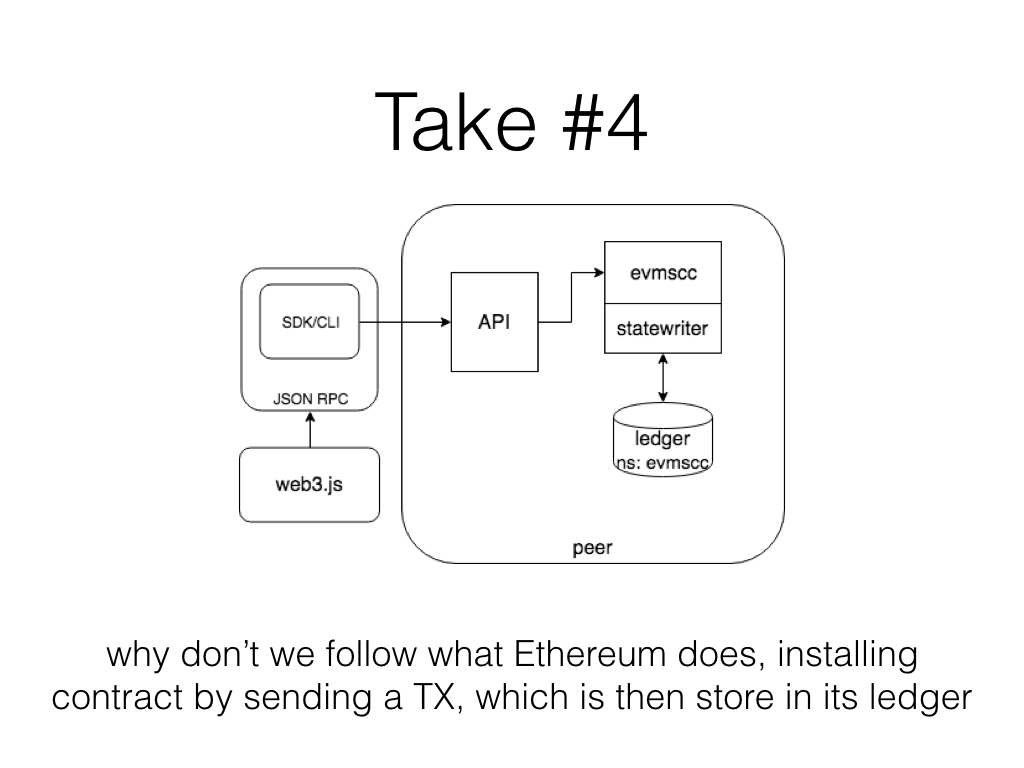 Take #4
evmscc
SDK/CLI
API
statewriter
JSON RPC
ledger
ns: evmscc
web3.js
peer
why don’t we follow what Ethereum does, installing
contract by sending a TX, which is then store in its ledger